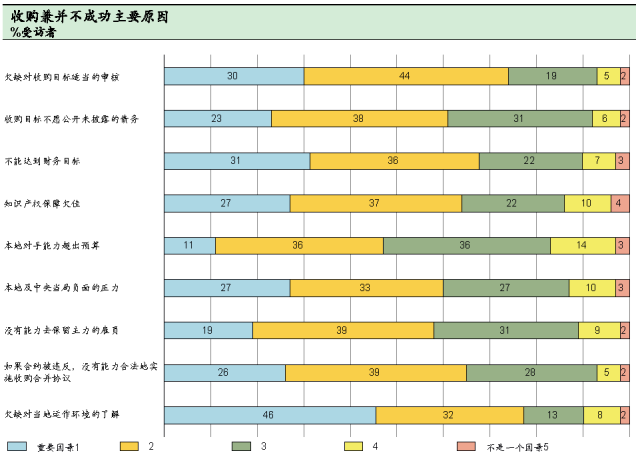 收购兼并不成功主要原因
%受访者
欠缺对收购目标适当的审核 30 44 19 5 2
收购目标不愿公开未披露的债务 23 38 31 6 2
不能达到财务目标 31 36 22 7 3
知识产权保障欠位 27 37 22 10 4
本地对手能力超出预算 11 36 36 14 3
本地及中央当局负面的压力 27 33 27 10 3
没有能力去保留主力的雇员 19 39 31 9 2
如果合约被违反，没有能力合法地实
施收购合并协议 26 39 28 5 2
欠缺对当地运作环境的了解 46 32 13 8 2
重要因素1 2 3 4 不是一个因素5